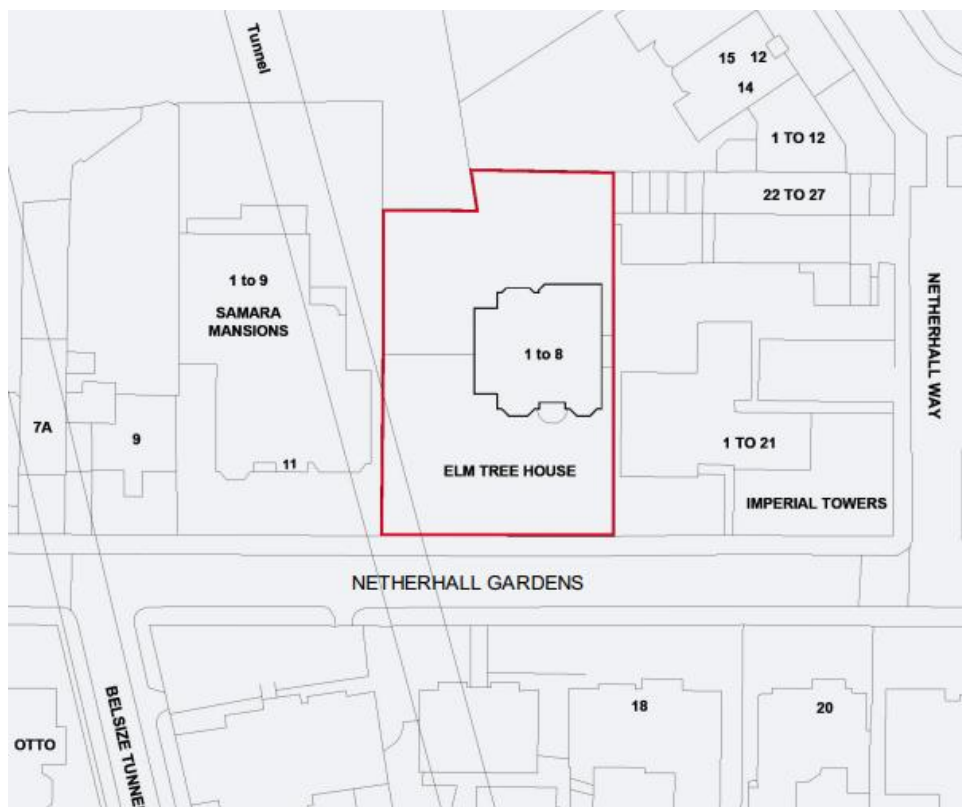 Tunnel
15 12
14
1 TO 12
22 TO 27
1 to 9
SAMARA
MANSIONS
NETHERHALL WAY
1 to 8
7A
9
11
1 TO 21
ELM TREE HOUSE
IMPERIAL TOWERS
NETHERHALL GARDENS
18
20
OTTO
BELSIZE TUNNE